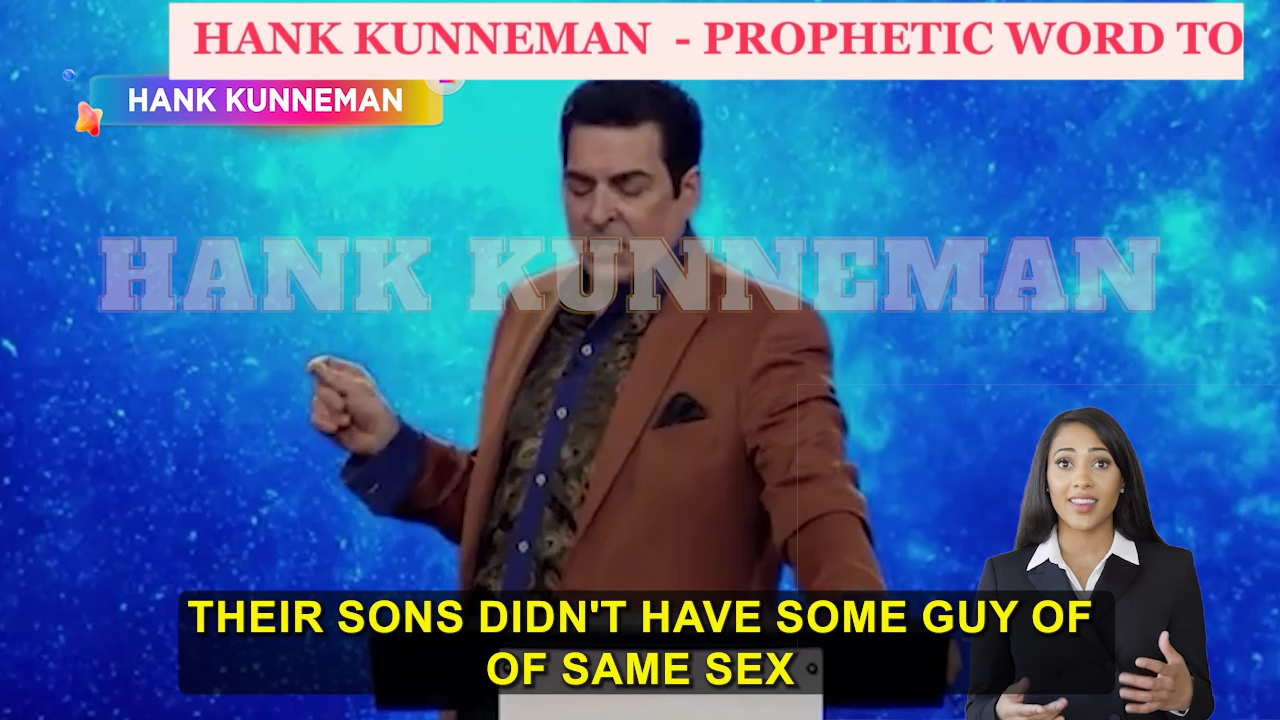 HANK KUNNEMAN - PROPHETIC WORD TO
HANK KUNNEMAN
HANK KUNNEMAN
THEIR SONS DIDN'T HAVE SOME GUY OF
OF SAME SEX